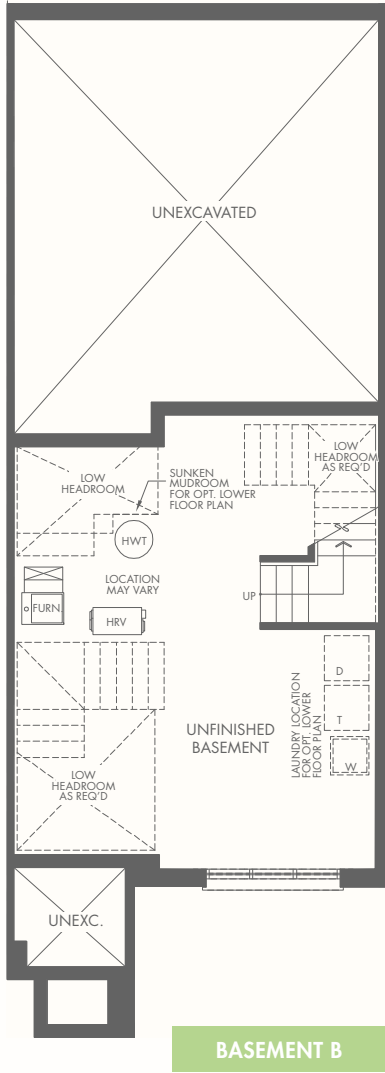 UNEXCAVATED
LOW
HEADROOM
AS REQ'D
LOW
HEADROOM
SUNKEN
MUDROOM
FOR OPT. LOWER
FLOOR PLAN
HWT
LOCATION
MAY VARY
FURN.
HRV
UP
UNFINISHED
BASEMENT
LAUNDRY LOCATION
FOR OPT. LOWER
FLOOR PLAN
D
T
W
LOW
HEADROOM
AS REQ'D
UNEXC.
BASEMENT B